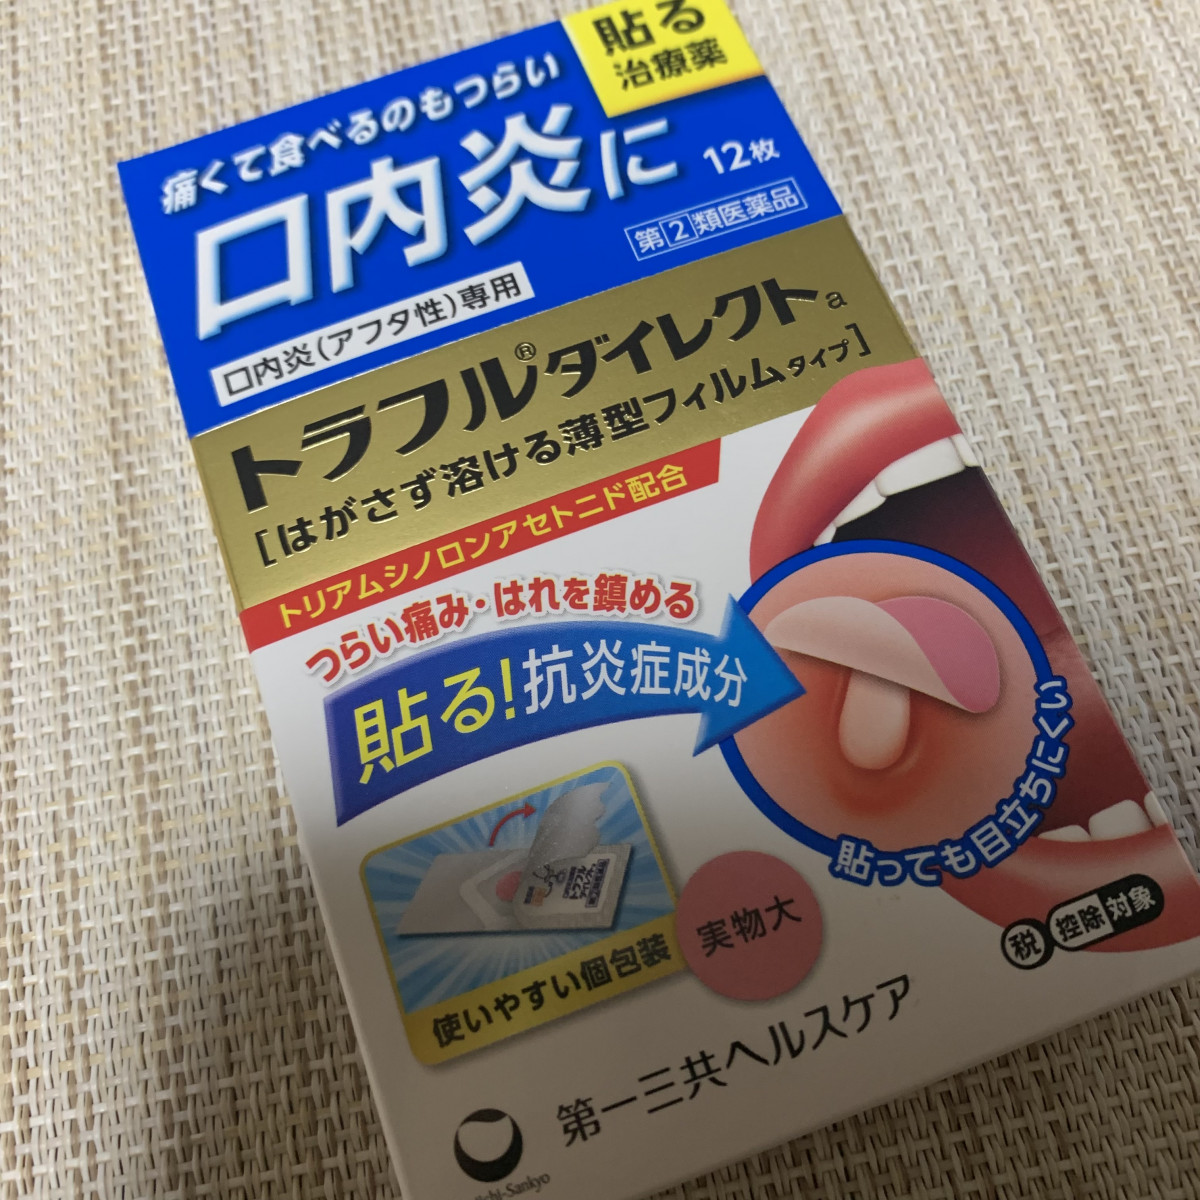 貼る
治療薬
痛くて食べるのもつらい
口内炎に
12枚
第②類医薬品
口内炎(アフタ性)専用
トラフル®ダイレクトa
[はがさず溶ける薄型フィルムタイプ]
トリアムシノロンアセトニド配合
つらい痛み・はれを鎮める
貼る!抗炎症成分
貼っても目立ちにくい
使いやすい個包装
実物大
税 控除 対象
第一三共ヘルスケア